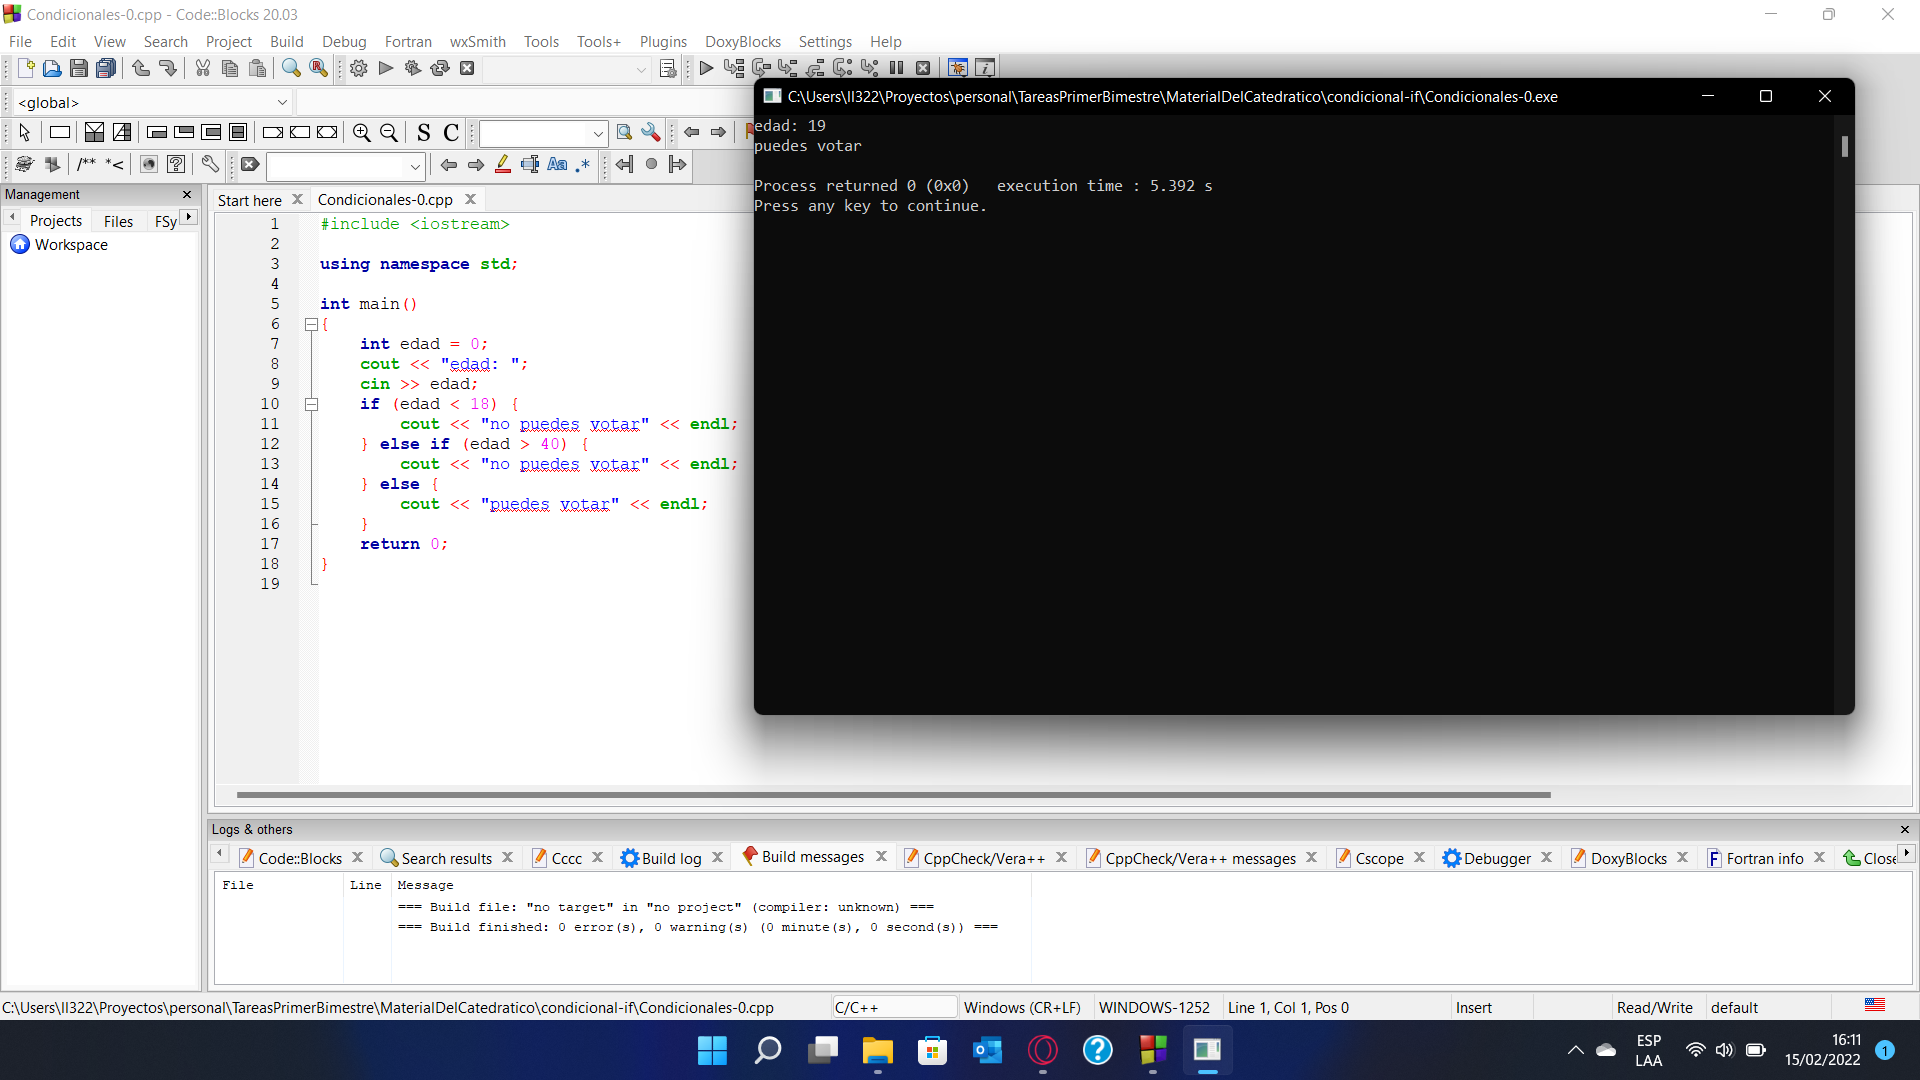 Condicionales-0.cpp - Code::Blocks 20.03
File Edit View Search Project Build Debug Fortran wxSmith Tools Tools+ Plugins DoxyBlocks Settings Help
<global>
/** *<
S C
Aa .*
Management
Projects Files FSy
Workspace
Start here Condicionales-0.cpp
1 #include <iostream>
2
3 using namespace std;
4
5 int main()
6 {
7 int edad = 0;
8 cout << "edad: ";
9 cin >> edad;
10 if (edad < 18) {
11 cout << "no puedes votar" << endl;
12 } else if (edad > 40) {
13 cout << "no puedes votar" << endl;
14 } else {
15 cout << "puedes votar" << endl;
16 }
17 return 0;
18 }
19
C:\Users\ll322\Proyectos\personal\TareasPrimerBimestre\MaterialDelCatedratico\condicional-if\Condicionales-0.exe
edad: 19
puedes votar
Process returned 0 (0x0) execution time : 5.392 s
Press any key to continue.
Logs & others
Code::Blocks Search results Cccc Build log Build messages CppCheck/Vera++ CppCheck/Vera++ messages Cscope Debugger DoxyBlocks Fortran info Close
File Line Message
=== Build file: "no target" in "no project" (compiler: unknown) ===
=== Build finished: 0 error(s), 0 warning(s) (0 minute(s), 0 second(s)) ===
C:\Users\ll322\Proyectos\personal\TareasPrimerBimestre\MaterialDelCatedratico\condicional-if\Condicionales-0.cpp C/C++ Windows (CR+LF) WINDOWS-1252 Line 1, Col 1, Pos 0 Insert Read/Write default
ESP
LAA
16:11
15/02/2022
1